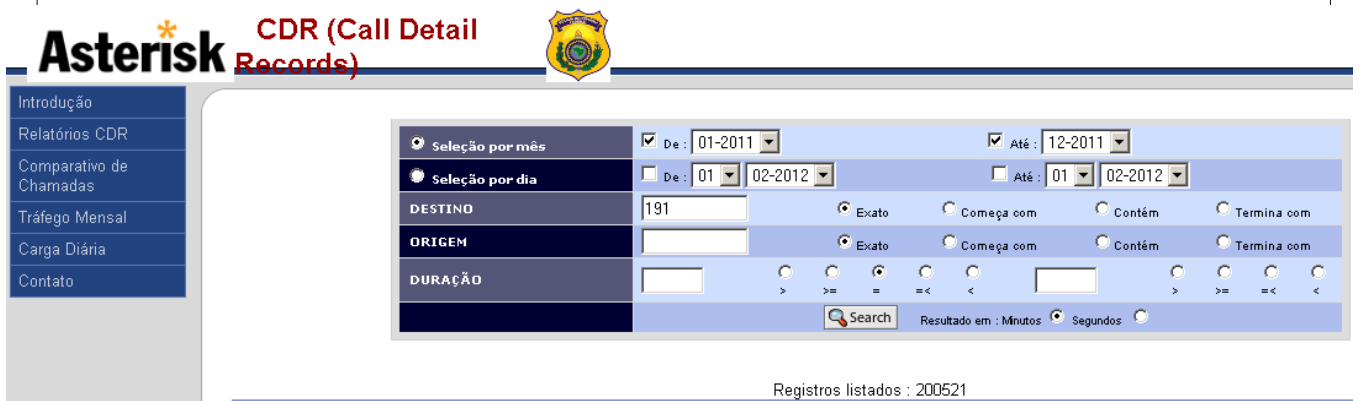 Asterisk
CDR (Call Detail
Records)
Introdução
Relatórios CDR
Comparativo de
Chamadas
Tráfego Mensal
Carga Diária
Contato
Seleção por mês De : 01-2011 Até : 12-2011
Seleção por dia De : 01 02-2012 Até : 01 02-2012
DESTINO 191 Exato Começa com Contém Termina com
ORIGEM Exato Começa com Contém Termina com
DURAÇÃO > >= = =< < > >= =< <
Search Resultado em : Minutos Segundos
Registros listados : 200521